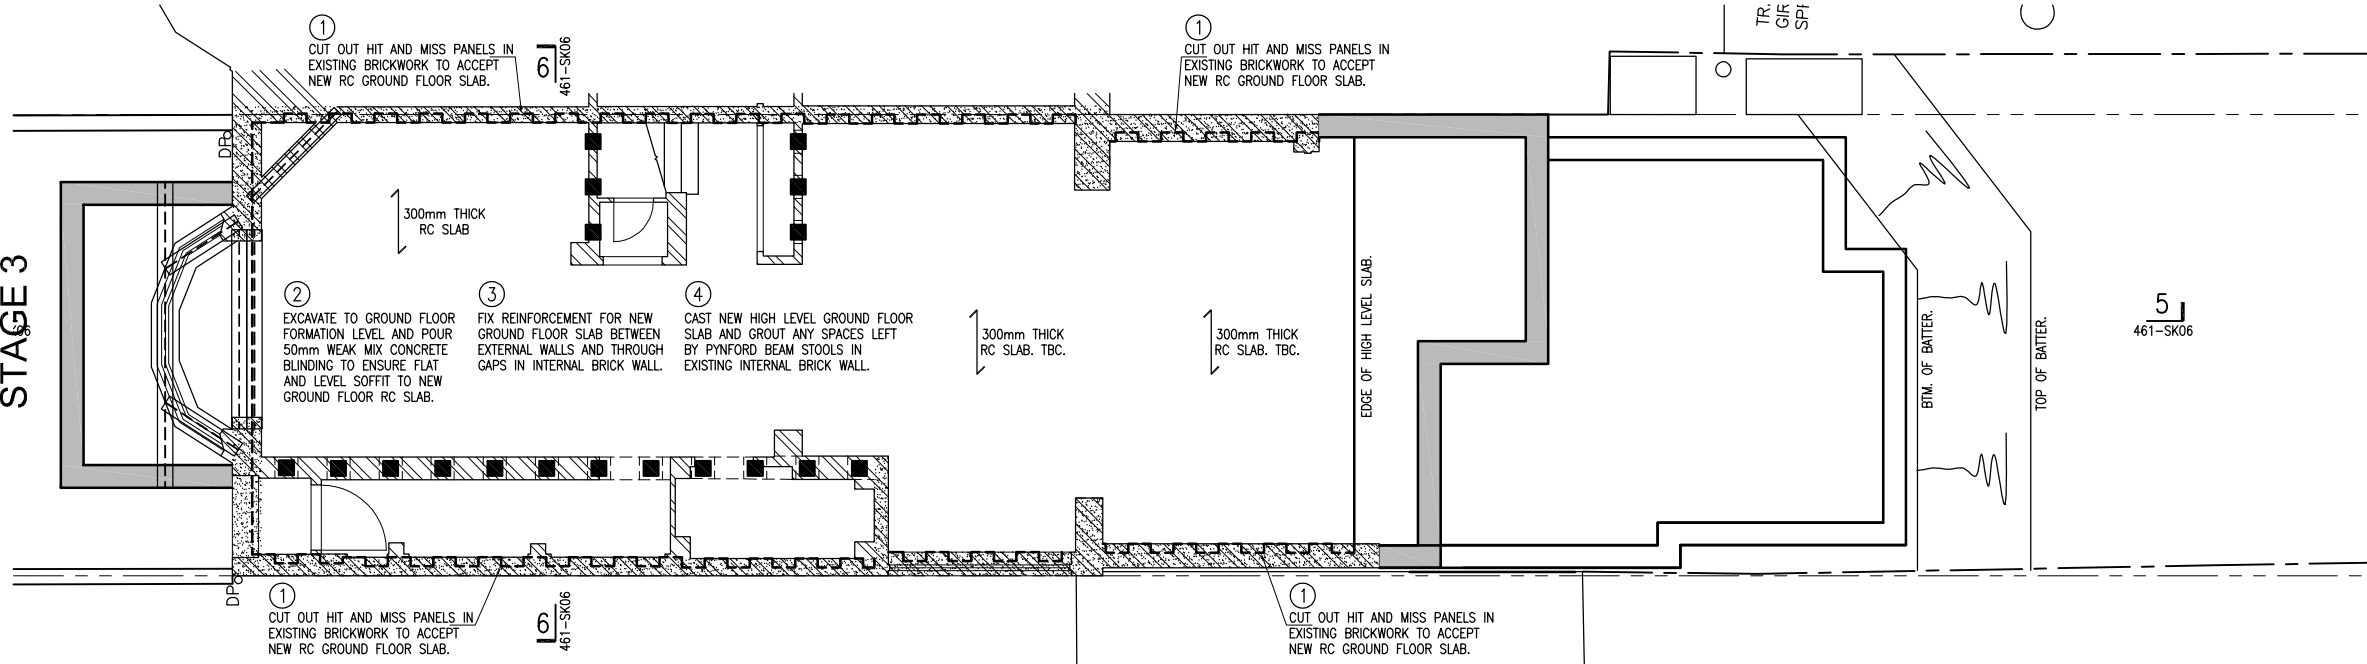 1
CUT OUT HIT AND MISS PANELS IN
EXISTING BRICKWORK TO ACCEPT
NEW RC GROUND FLOOR SLAB.
6
461-SK06
1
CUT OUT HIT AND MISS PANELS IN
EXISTING BRICKWORK TO ACCEPT
NEW RC GROUND FLOOR SLAB.
TR.
GIR
SPR
DP
300mm THICK
RC SLAB
STAGE 3
2
EXCAVATE TO GROUND FLOOR
FORMATION LEVEL AND POUR
50mm WEAK MIX CONCRETE
BLINDING TO ENSURE FLAT
AND LEVEL SOFFIT TO NEW
GROUND FLOOR RC SLAB.
3
FIX REINFORCEMENT FOR NEW
GROUND FLOOR SLAB BETWEEN
EXTERNAL WALLS AND THROUGH
GAPS IN INTERNAL BRICK WALL.
4
CAST NEW HIGH LEVEL GROUND FLOOR
SLAB AND GROUT ANY SPACES LEFT
BY PYNFORD BEAM STOOLS IN
EXISTING INTERNAL BRICK WALL.
300mm THICK
RC SLAB. TBC.
300mm THICK
RC SLAB. TBC.
EDGE OF HIGH LEVEL SLAB.
BTM. OF BATTER.
TOP OF BATTER.
5
461-SK06
DP
1
CUT OUT HIT AND MISS PANELS IN
EXISTING BRICKWORK TO ACCEPT
NEW RC GROUND FLOOR SLAB.
6
461-SK06
1
CUT OUT HIT AND MISS PANELS IN
EXISTING BRICKWORK TO ACCEPT
NEW RC GROUND FLOOR SLAB.